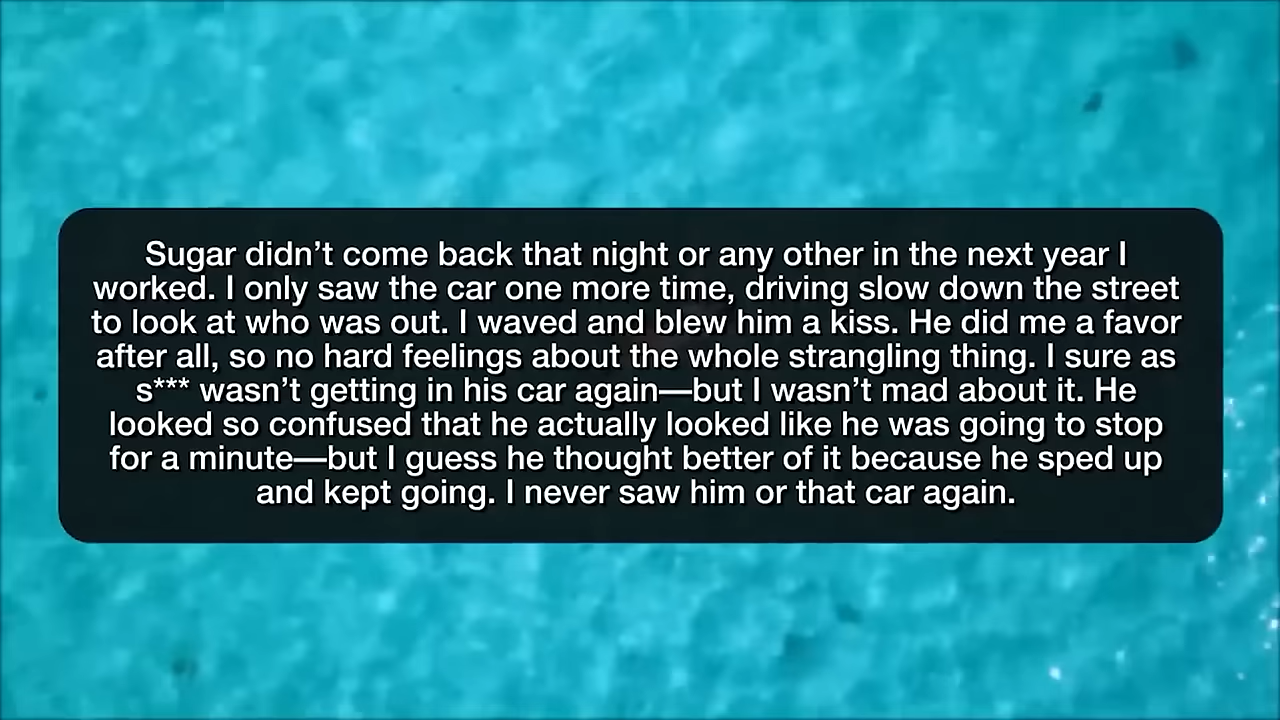 Sugar didn’t come back that night or any other in the next year I
worked. I only saw the car one more time, driving slow down the street
to look at who was out. I waved and blew him a kiss. He did me a favor
after all, so no hard feelings about the whole strangling thing. I sure as
s*** wasn’t getting in his car again—but I wasn’t mad about it. He
looked so confused that he actually looked like he was going to stop
for a minute—but I guess he thought better of it because he sped up
and kept going. I never saw him or that car again.